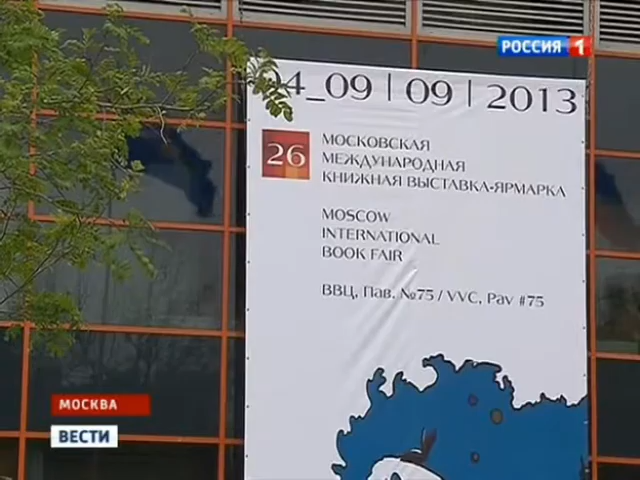 РОССИЯ 1
04_09 | 09 | 2013
26
МОСКОВСКАЯ
МЕЖДУНАРОДНАЯ
КНИЖНАЯ ВЫСТАВКА-ЯРМАРКА
MOSCOW
INTERNATIONAL
BOOK FAIR
ВВЦ, Пав. №75 / VVC, Pav #75
МОСКВА
ВЕСТИ